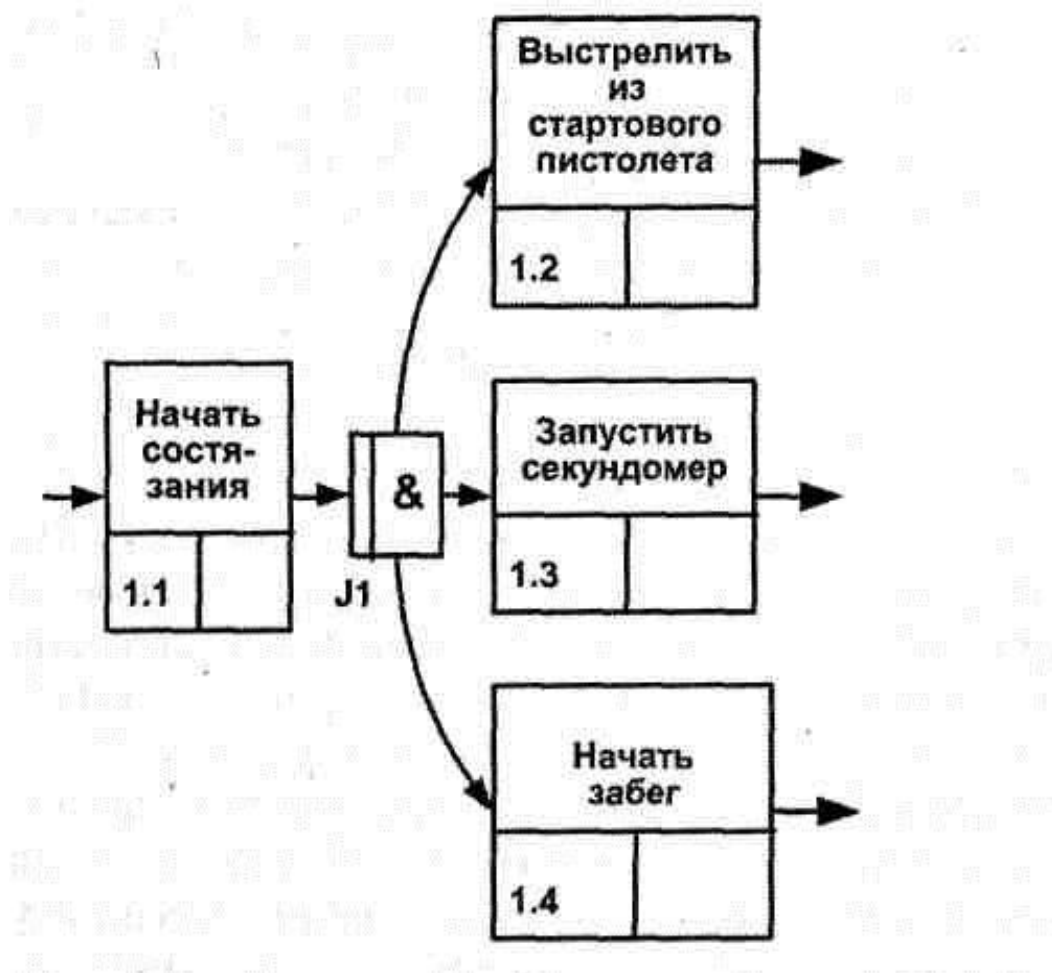 Выстрелить
из
стартового
пистолета
1.2
Начать
состя-
зания
1.1
&
J1
Запустить
секундомер
1.3
Начать
забег
1.4